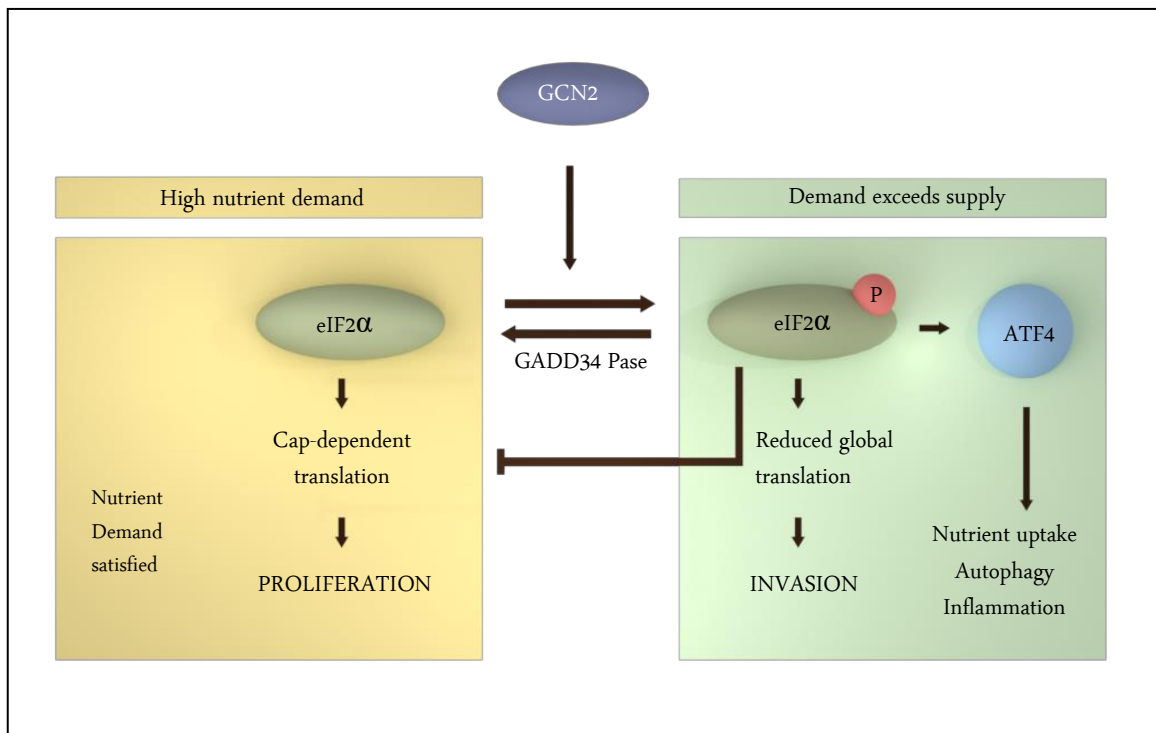 GCN2
High nutrient demand
Demand exceeds supply
eIF2α
GADD34 Pase
eIF2α
P
ATF4
Cap-dependent
translation
Reduced global
translation
Nutrient
Demand
satisfied
PROLIFERATION
INVASION
Nutrient uptake
Autophagy
Inflammation